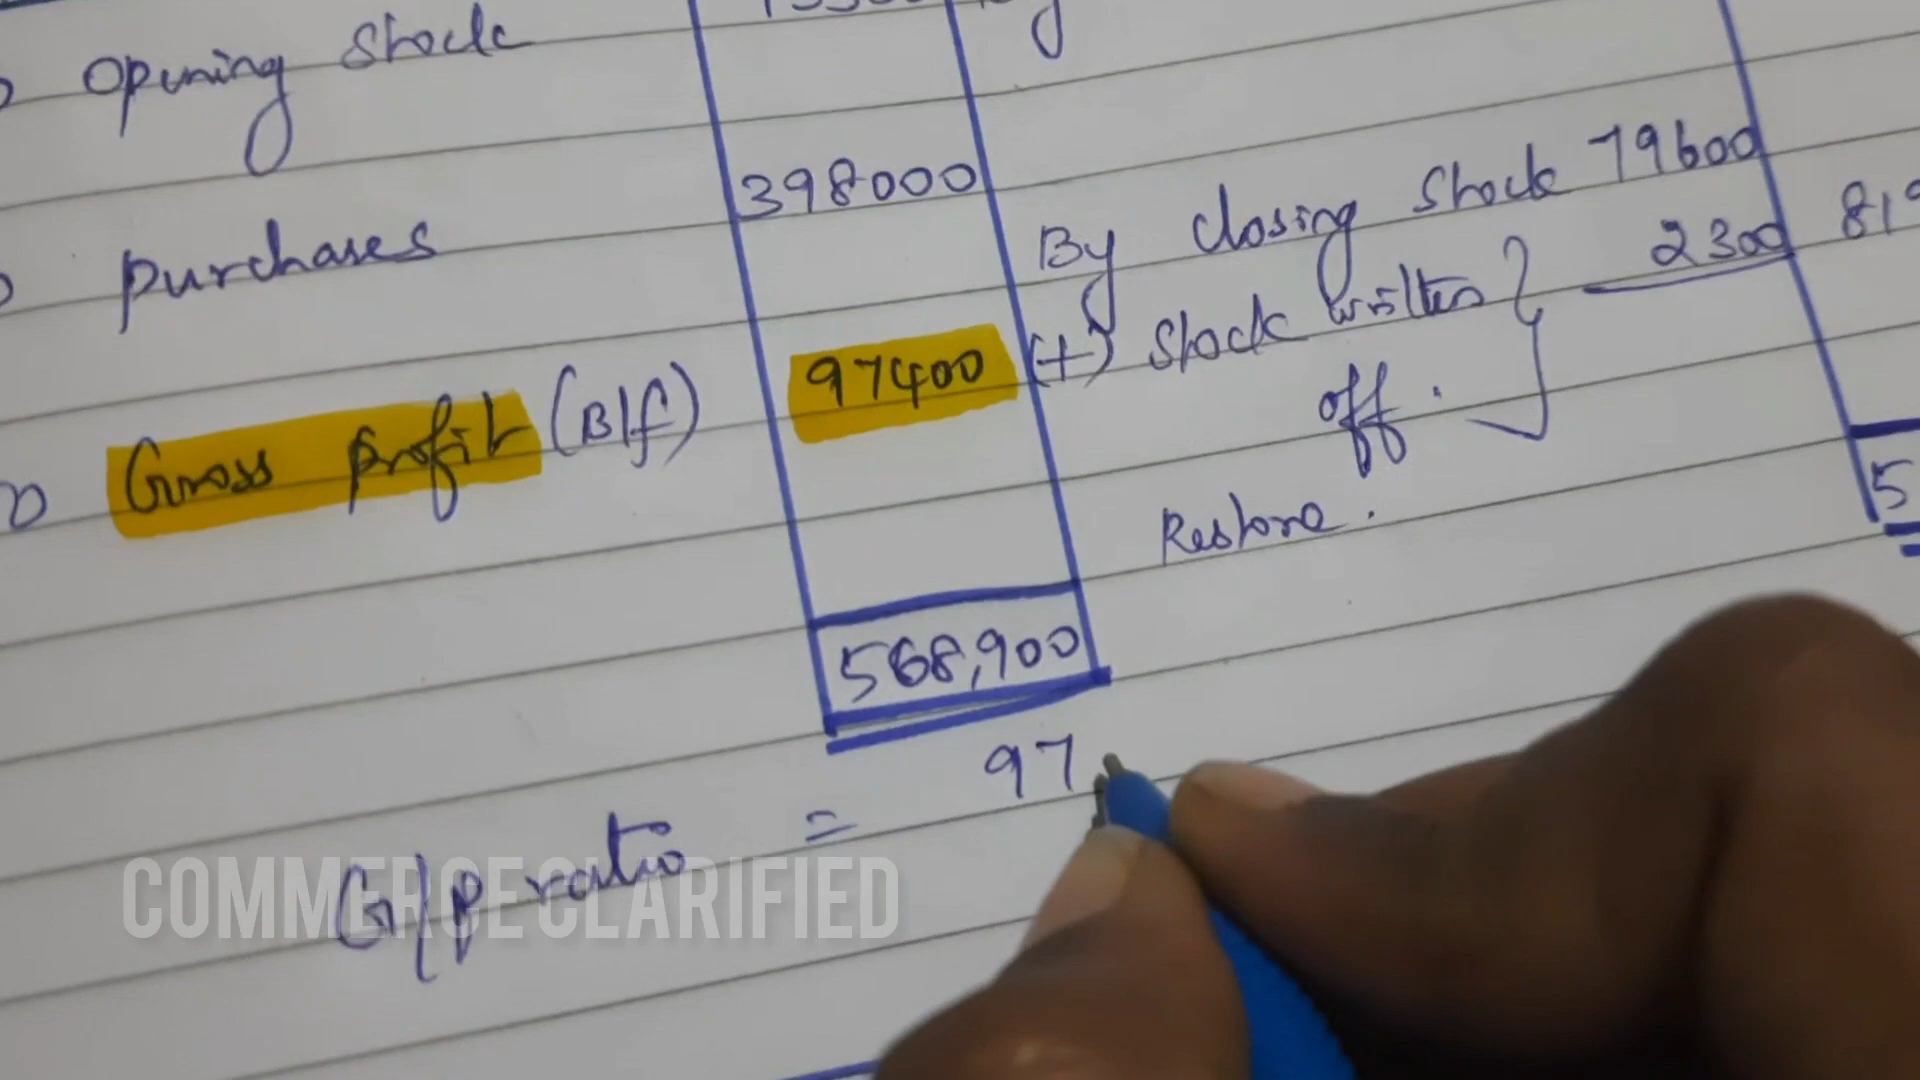 Opening Stock
Purchases 398000
Gross Profit (B/f) 97400
568,900
By closing Stock 79600
(+) Stock written off. 2300
Restore.
G/P ratio = 97
COMMERCE CLARIFIED